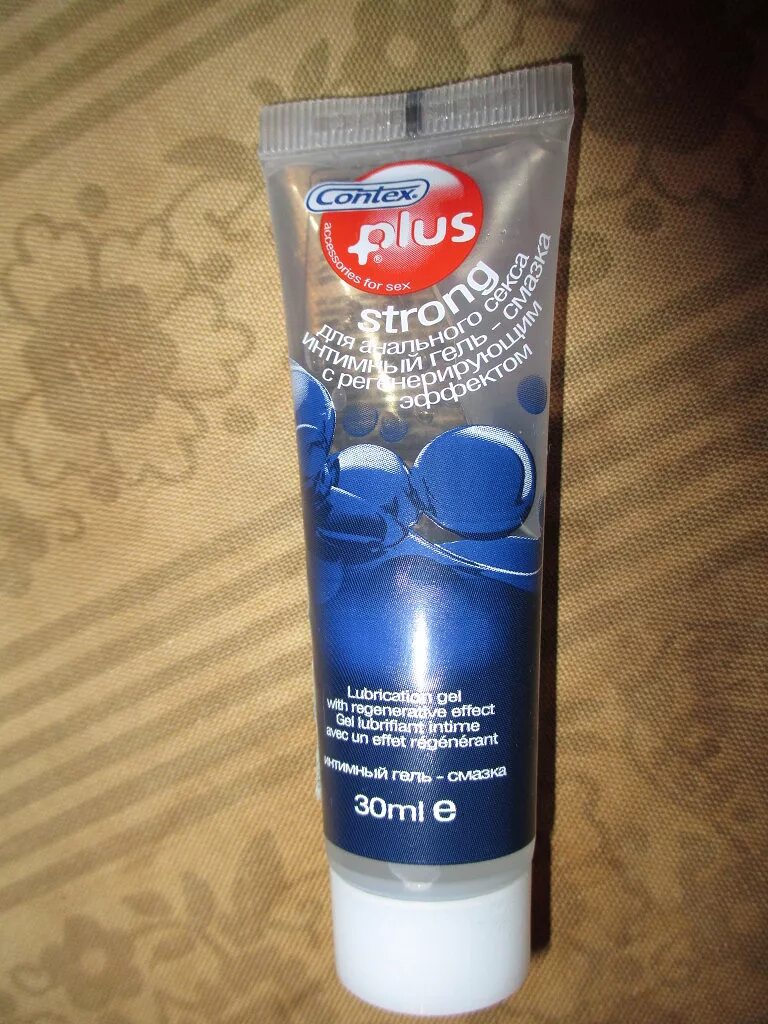 Contex®
plus®
accessories for sex
strong
для анального секса
интимный гель - смазка
с регенерирующим
эффектом
Lubrication gel
with regenerative effect
Gel lubrifiant intime
avec un effet régénérant
интимный гель - смазка
30ml e